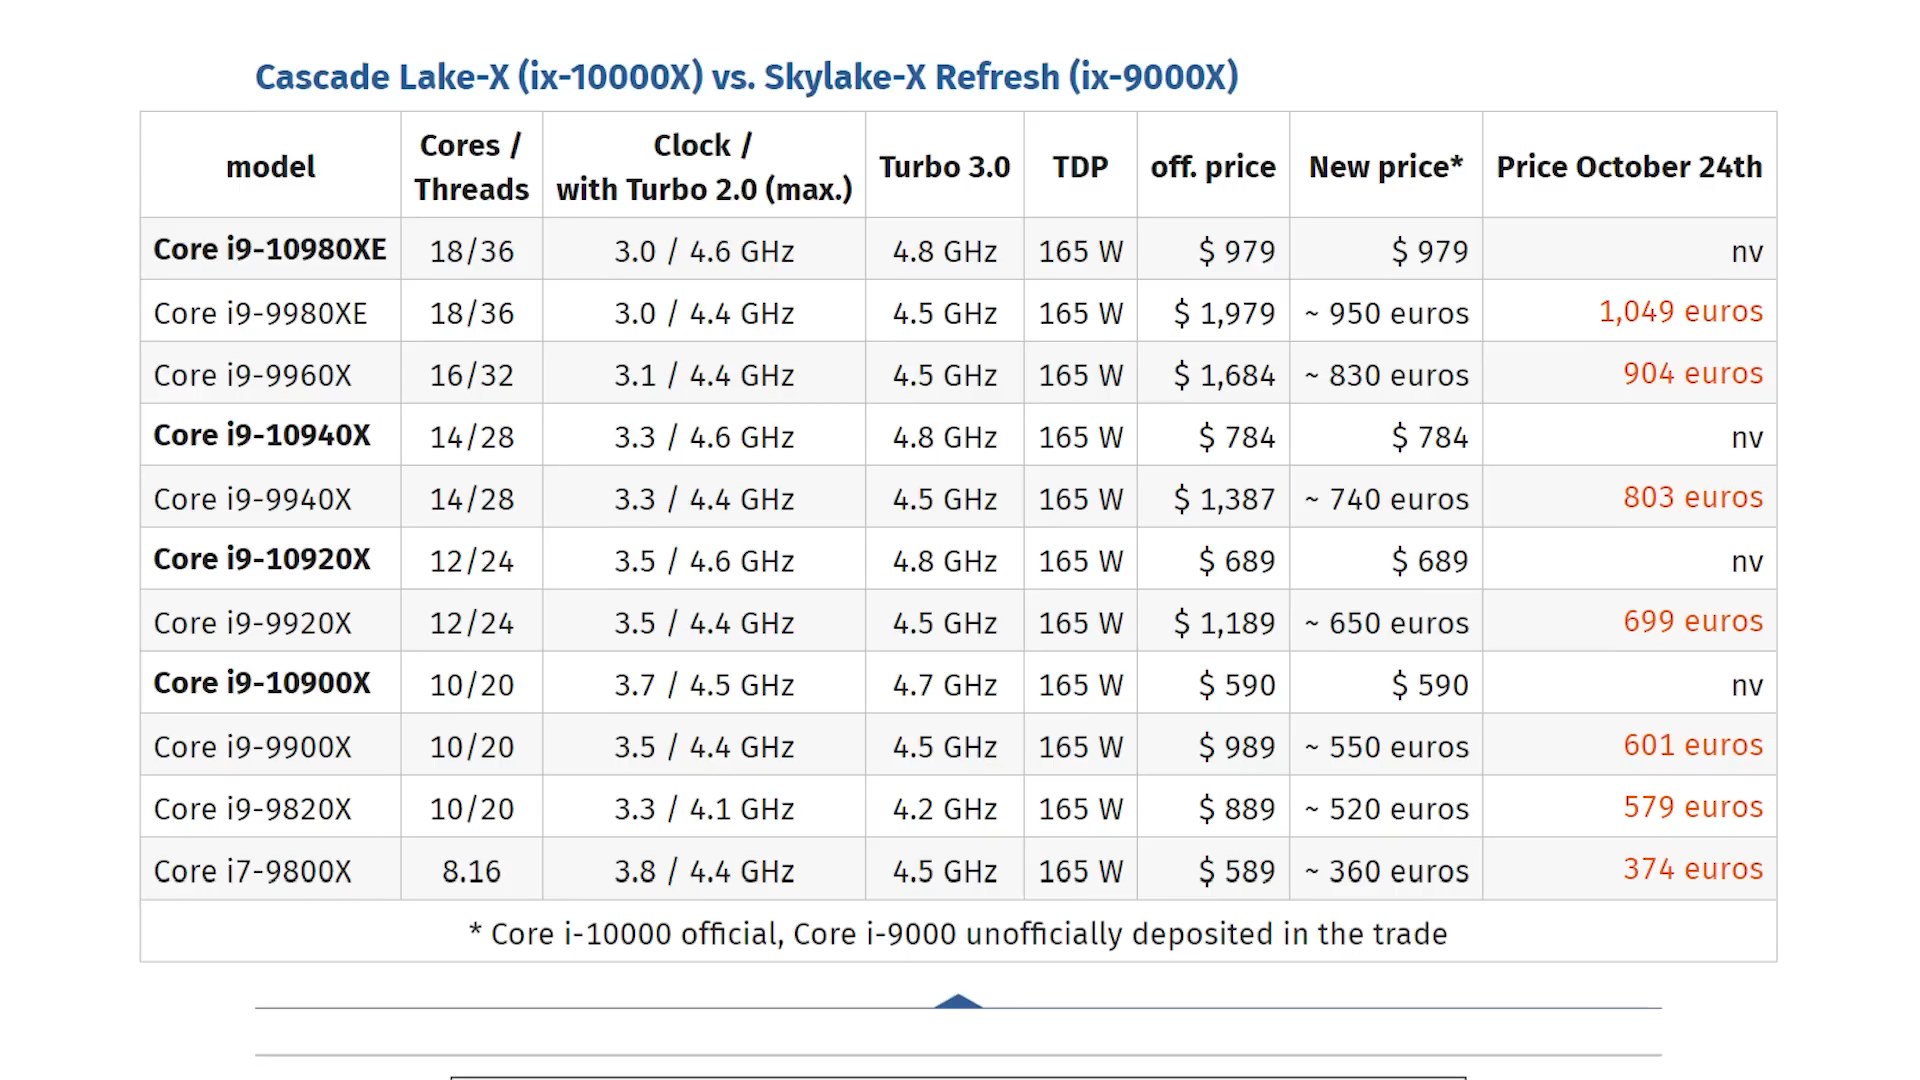 Cascade Lake-X (ix-10000X) vs. Skylake-X Refresh (ix-9000X)
model Cores / Threads Clock / with Turbo 2.0 (max.) Turbo 3.0 TDP off. price New price* Price October 24th
Core i9-10980XE 18/36 3.0 / 4.6 GHz 4.8 GHz 165 W $ 979 $ 979 nv
Core i9-9980XE 18/36 3.0 / 4.4 GHz 4.5 GHz 165 W $ 1,979 ~ 950 euros 1,049 euros
Core i9-9960X 16/32 3.1 / 4.4 GHz 4.5 GHz 165 W $ 1,684 ~ 830 euros 904 euros
Core i9-10940X 14/28 3.3 / 4.6 GHz 4.8 GHz 165 W $ 784 $ 784 nv
Core i9-9940X 14/28 3.3 / 4.4 GHz 4.5 GHz 165 W $ 1,387 ~ 740 euros 803 euros
Core i9-10920X 12/24 3.5 / 4.6 GHz 4.8 GHz 165 W $ 689 $ 689 nv
Core i9-9920X 12/24 3.5 / 4.4 GHz 4.5 GHz 165 W $ 1,189 ~ 650 euros 699 euros
Core i9-10900X 10/20 3.7 / 4.5 GHz 4.7 GHz 165 W $ 590 $ 590 nv
Core i9-9900X 10/20 3.5 / 4.4 GHz 4.5 GHz 165 W $ 989 ~ 550 euros 601 euros
Core i9-9820X 10/20 3.3 / 4.1 GHz 4.2 GHz 165 W $ 889 ~ 520 euros 579 euros
Core i7-9800X 8.16 3.8 / 4.4 GHz 4.5 GHz 165 W $ 589 ~ 360 euros 374 euros
* Core i-10000 official, Core i-9000 unofficially deposited in the trade